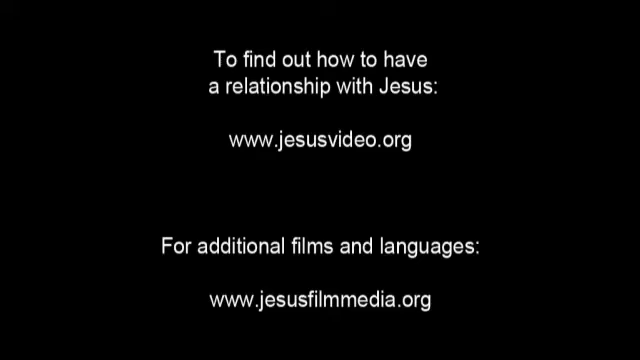 To find out how to have
a relationship with Jesus:
www.jesusvideo.org
For additional films and languages:
www.jesusfilmmedia.org